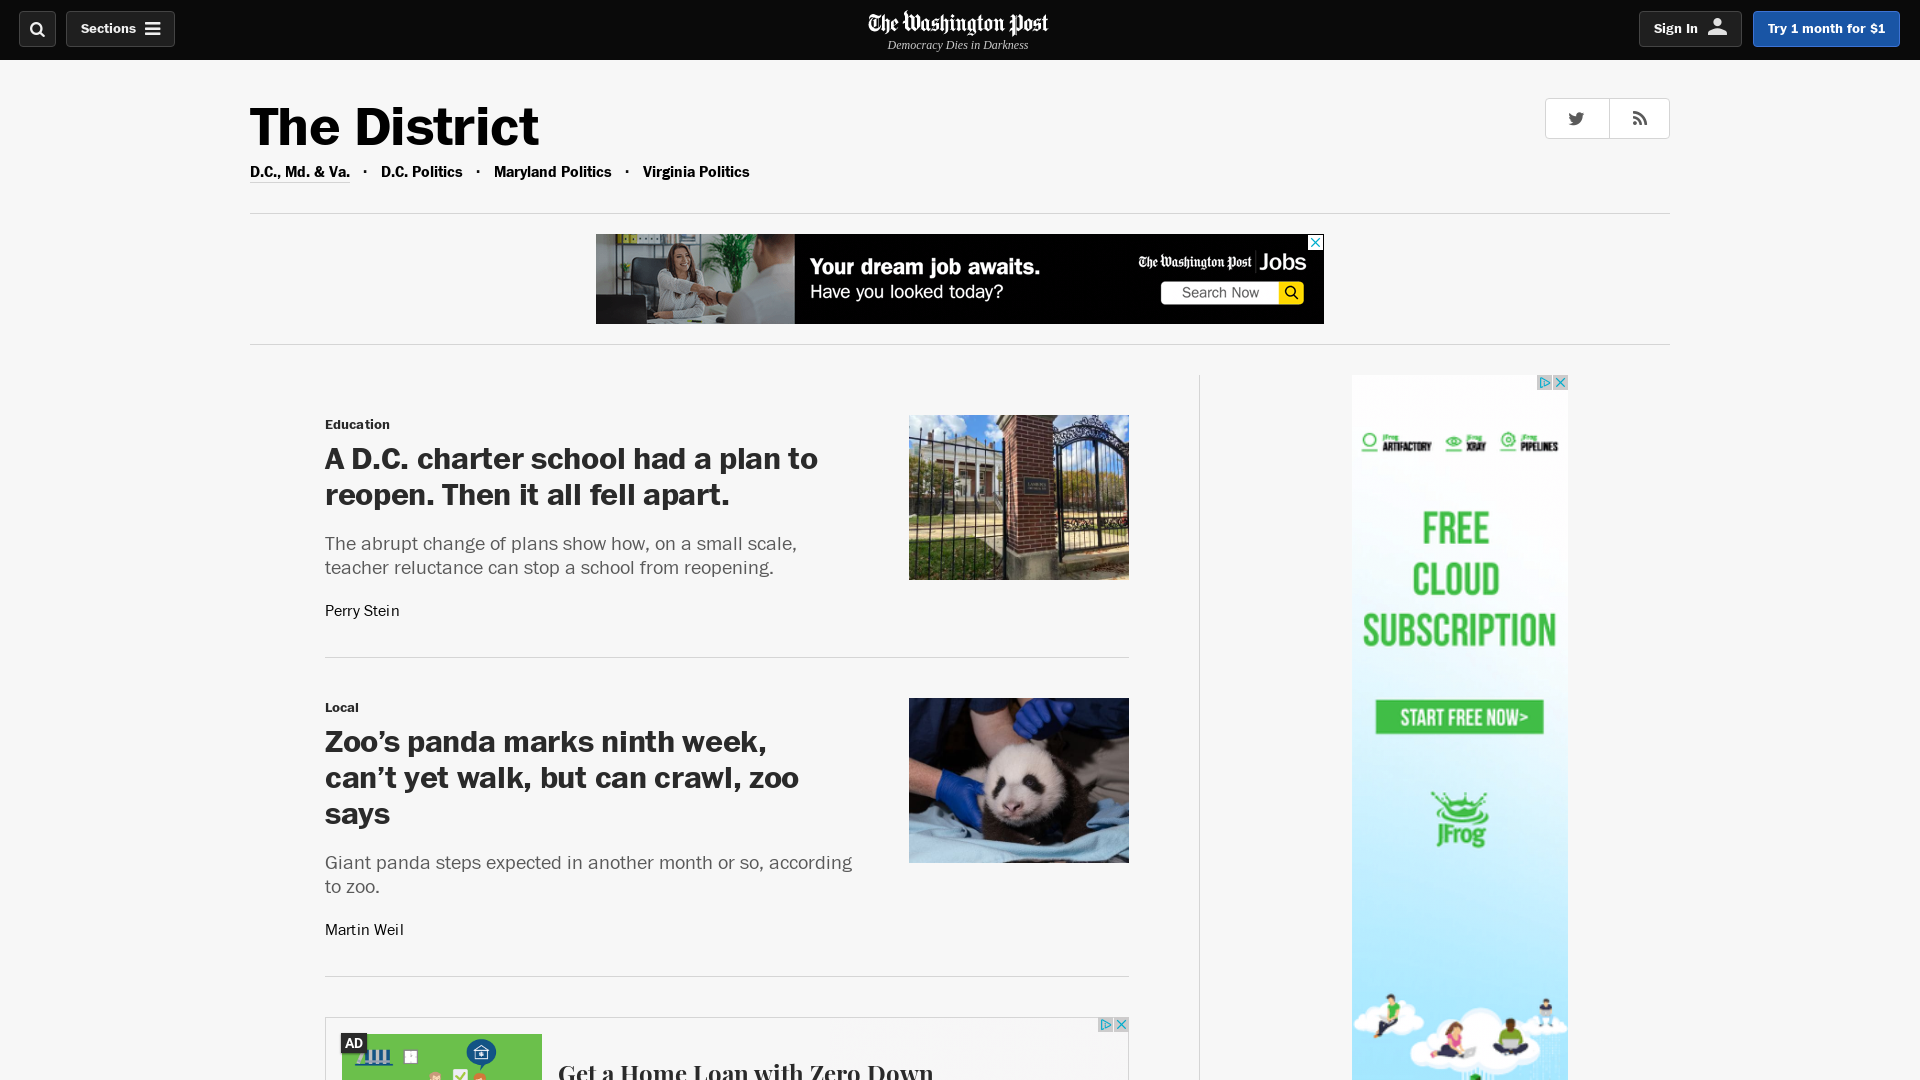 Sections
The Washington Post
Democracy Dies in Darkness
Sign In
Try 1 month for $1
The District
D.C., Md. & Va. · D.C. Politics · Maryland Politics · Virginia Politics
Your dream job awaits.
Have you looked today?
The Washington Post Jobs
Search Now
Education
A D.C. charter school had a plan to
reopen. Then it all fell apart.
The abrupt change of plans show how, on a small scale,
teacher reluctance can stop a school from reopening.
Perry Stein
Local
Zoo’s panda marks ninth week,
can’t yet walk, but can crawl, zoo
says
Giant panda steps expected in another month or so, according
to zoo.
Martin Weil
AD
Get a Home Loan with Zero Down
JFrog ARTIFACTORY JFrog XRAY JFrog PIPELINES
FREE
CLOUD
SUBSCRIPTION
START FREE NOW>
JFrog